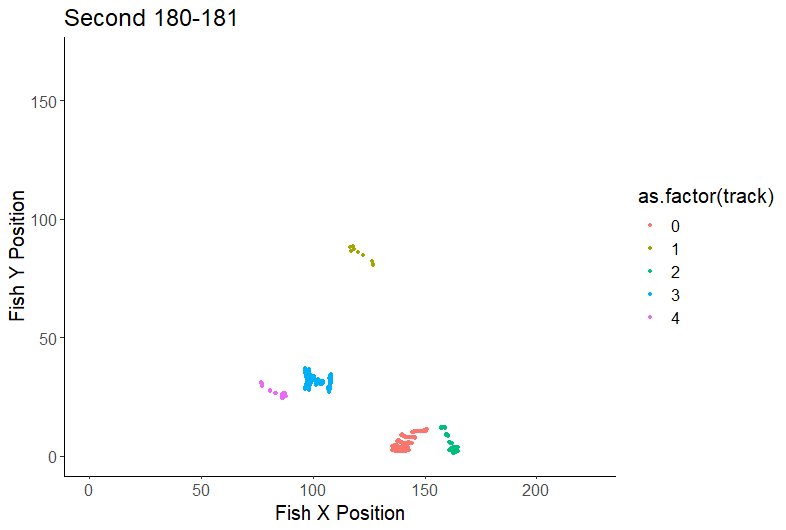 Second 180-181
150
100
50
0
0 50 100 150 200
Fish X Position
Fish Y Position
as.factor(track)
0
1
2
3
4